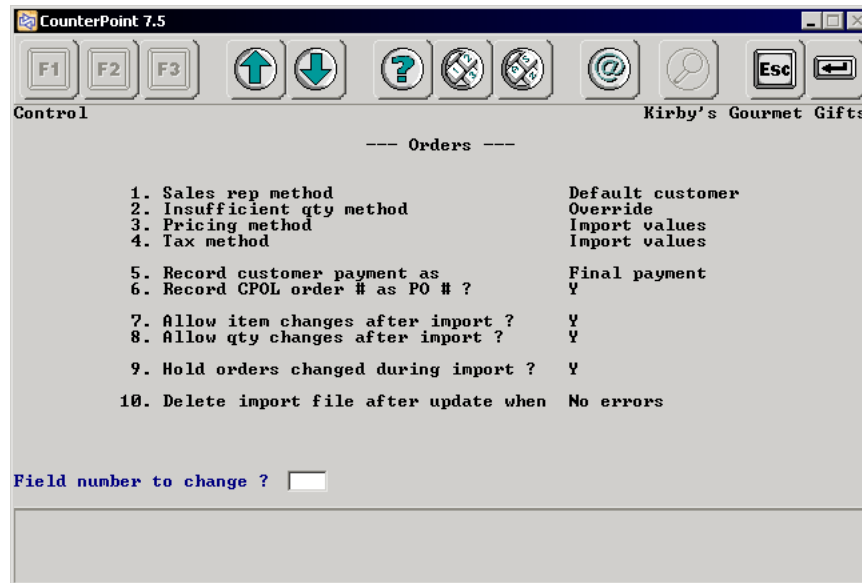 CounterPoint 7.5
F1 F2 F3 ? 1 2 3 @ Esc
Control Kirby's Gourmet Gifts
--- Orders ---
1. Sales rep method Default customer
2. Insufficient qty method Override
3. Pricing method Import values
4. Tax method Import values
5. Record customer payment as Final payment
6. Record CPOL order # as PO # ? Y
7. Allow item changes after import ? Y
8. Allow qty changes after import ? Y
9. Hold orders changed during import ? Y
10. Delete import file after update when No errors
Field number to change ?